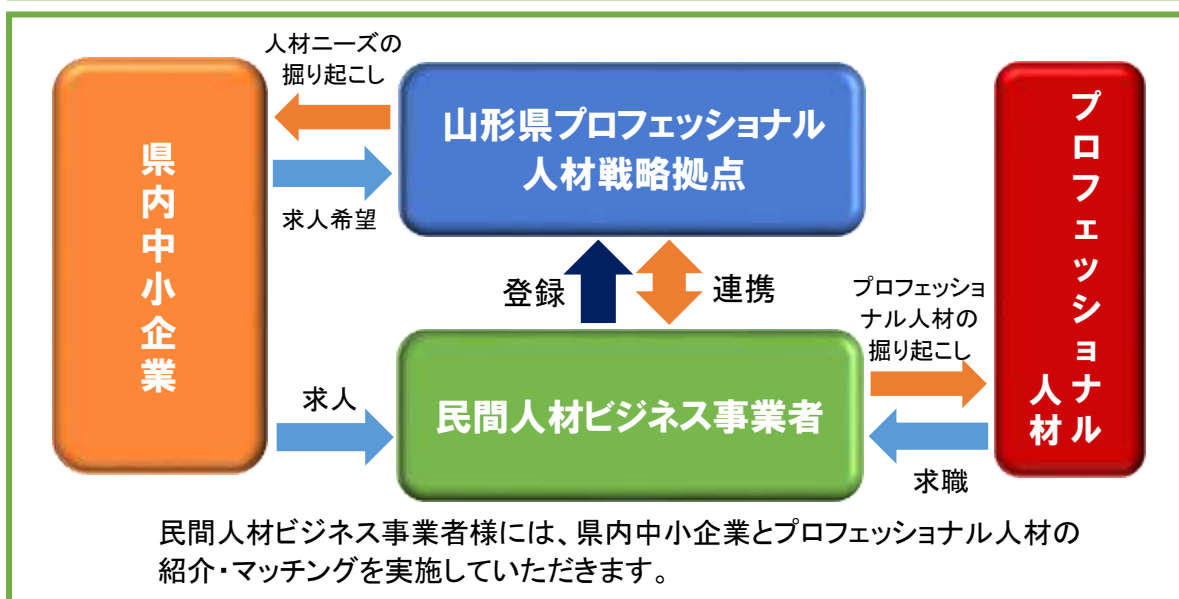 人材ニーズの
掘り起こし
県内中小企業
山形県プロフェッショナル
人材戦略拠点
求人希望
登録
連携
プロフェッショ
ナル人材の
掘り起こし
プロフェッショナル
人材
求人
民間人材ビジネス事業者
求職
民間人材ビジネス事業者様には、県内中小企業とプロフェッショナル人材の
紹介・マッチングを実施していただきます。